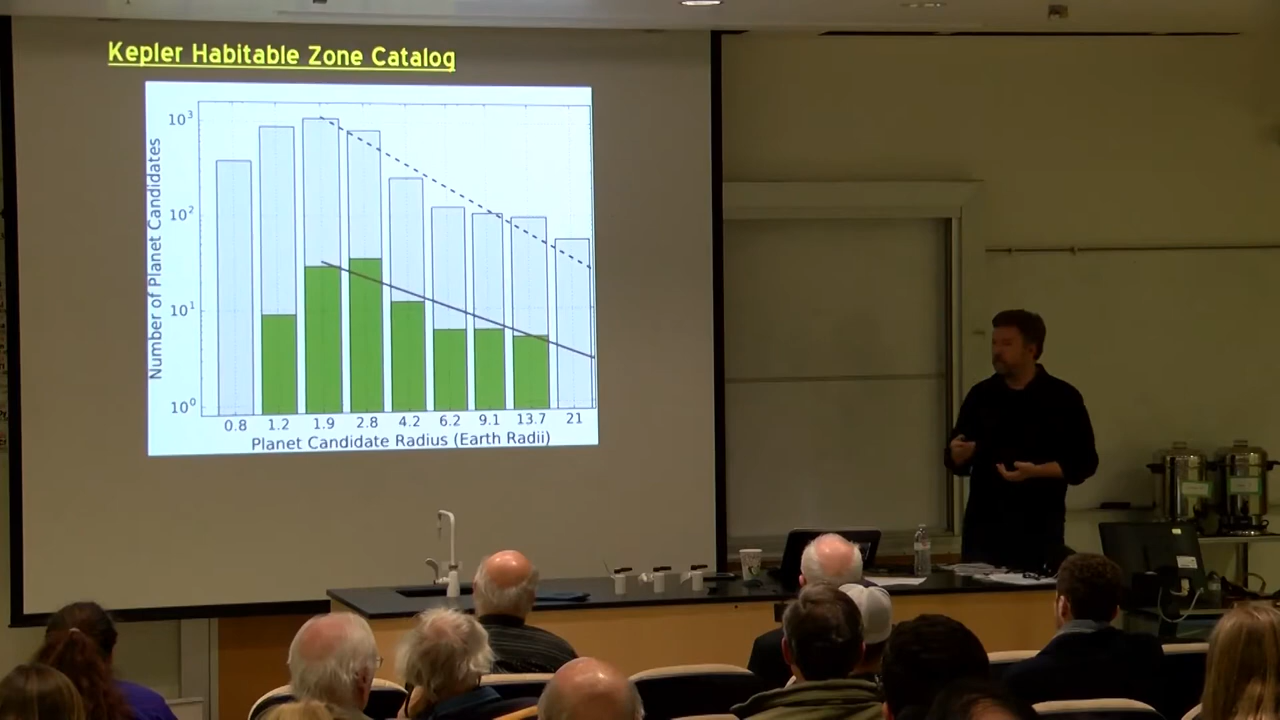 Kepler Habitable Zone Catalog
Number of Planet Candidates
10³
10²
10¹
10⁰
0.8 1.2 1.9 2.8 4.2 6.2 9.1 13.7 21
Planet Candidate Radius (Earth Radii)